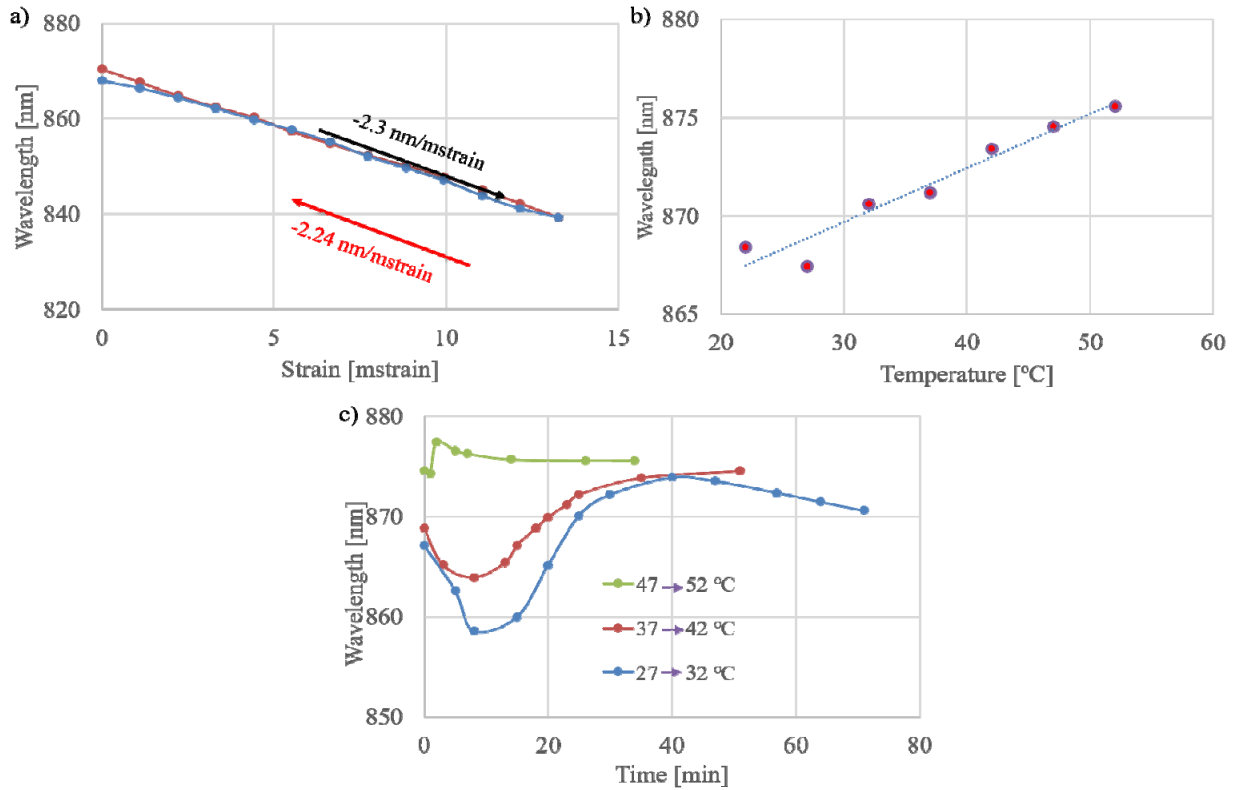 a)
880
860
840
820
Wavelength [nm]
-2.3 nm/mstrain
-2.24 nm/mstrain
0 5 10 15
Strain [mstrain]
b)
880
875
870
865
Wavelegnth [nm]
20 30 40 50 60
Temperature [ºC]
c)
880
870
860
850
Wavelength [nm]
47 → 52 ºC
37 → 42 ºC
27 → 32 ºC
0 20 40 60 80
Time [min]